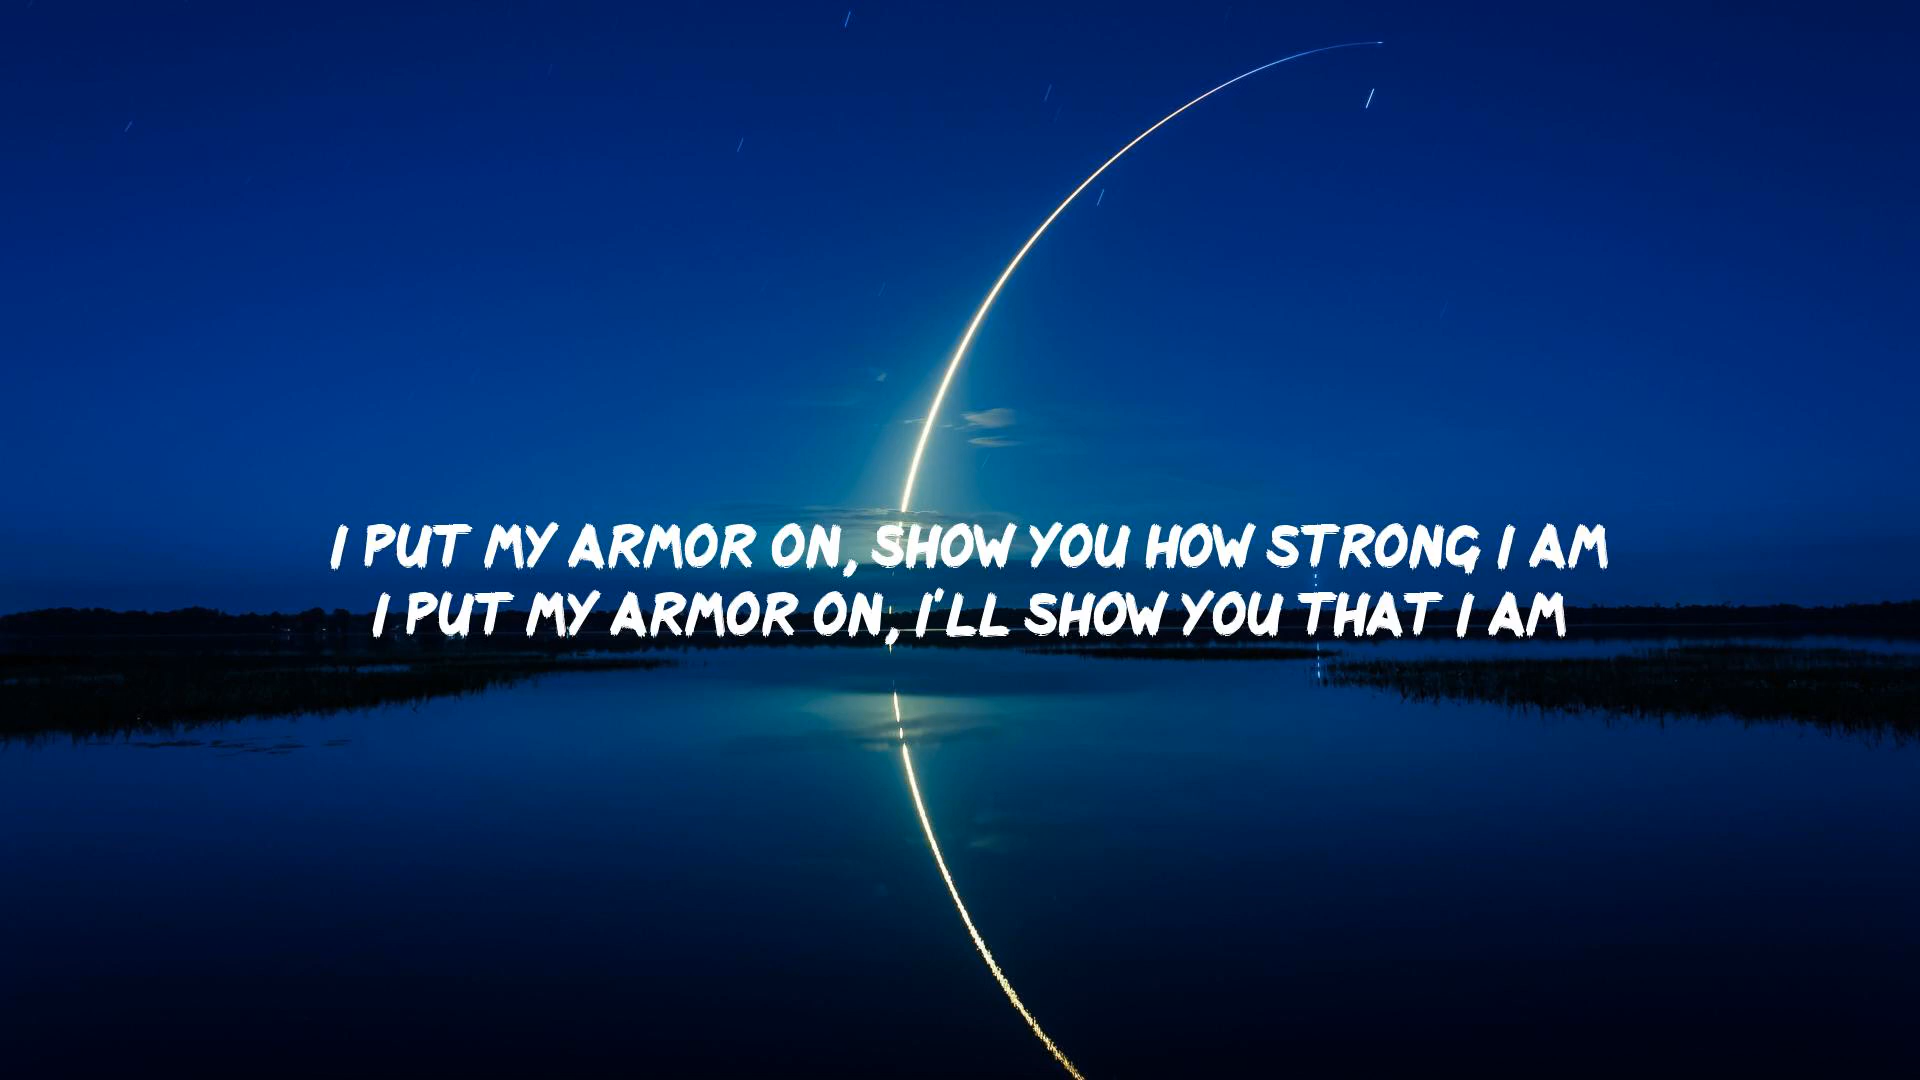 I PUT MY ARMOR ON, SHOW YOU HOW STRONG I AM
I PUT MY ARMOR ON, I'LL SHOW YOU THAT I AM